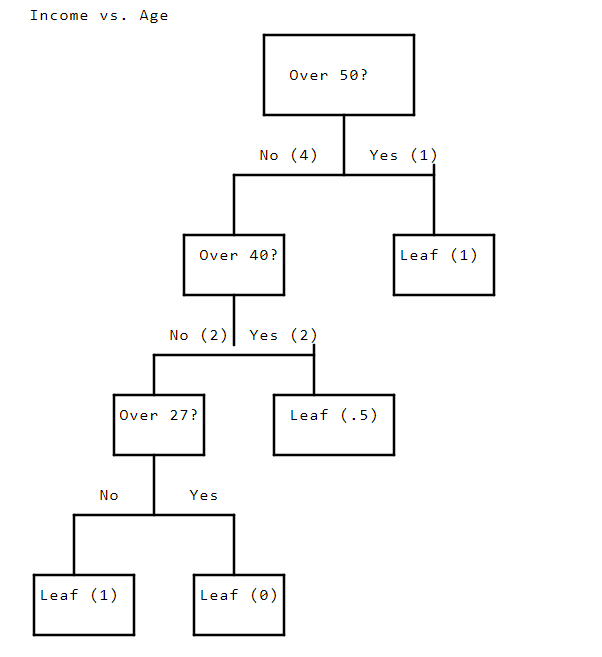 Income vs. Age
Over 50?
No (4)
Yes (1)
Over 40?
Leaf (1)
No (2)
Yes (2)
Over 27?
Leaf (.5)
No
Yes
Leaf (1)
Leaf (0)